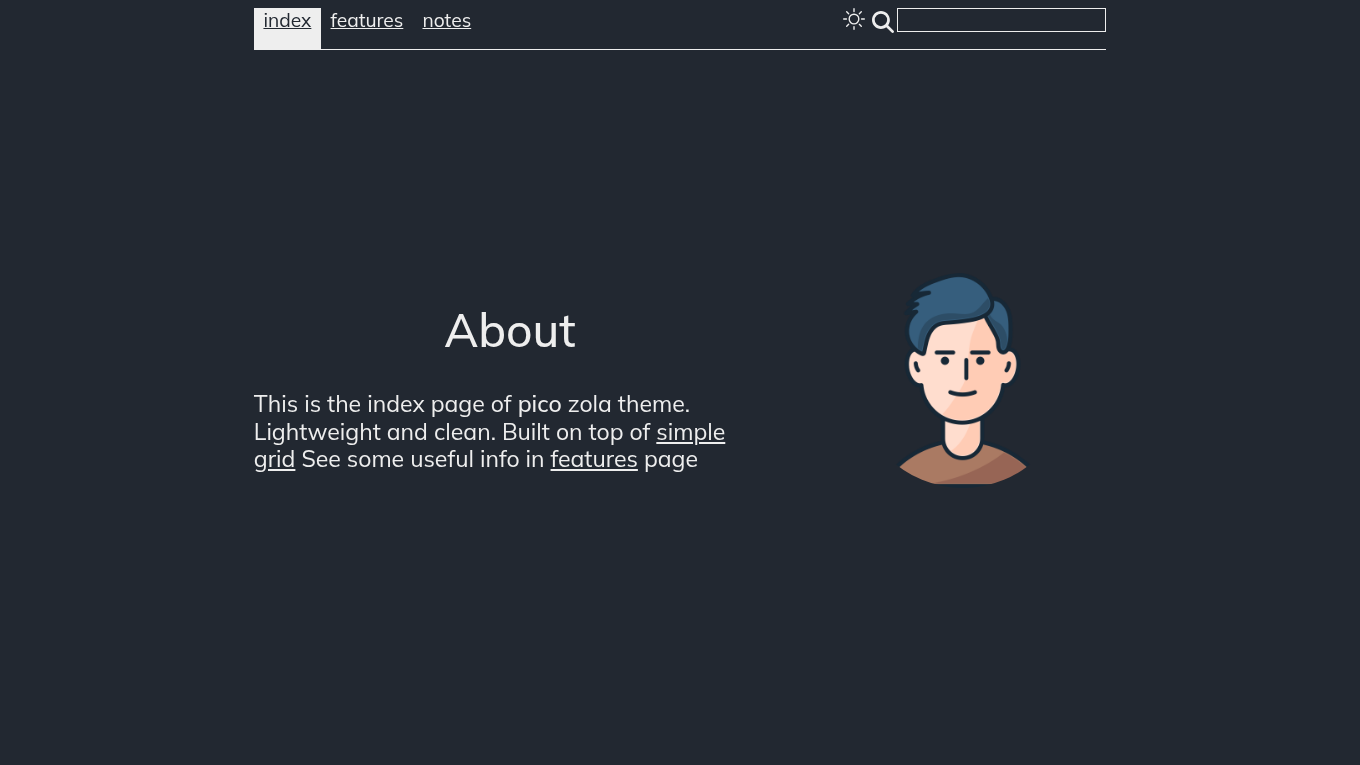 index features notes
About
This is the index page of pico zola theme.
Lightweight and clean. Built on top of simple
grid See some useful info in features page